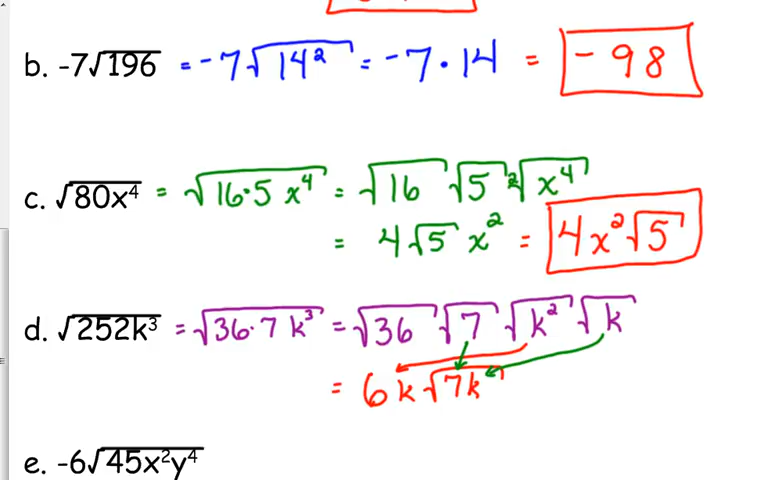 b. -7√196 = -7√14² = -7 · 14 = -98
c. √80x⁴ = √16·5 x⁴ = √16 √5 ²√x⁴
= 4√5 x² = 4x²√5
d. √252k³ = √36·7 k³ = √36 √7 √k² √k
= 6k√7k
e. -6√45x²y⁴